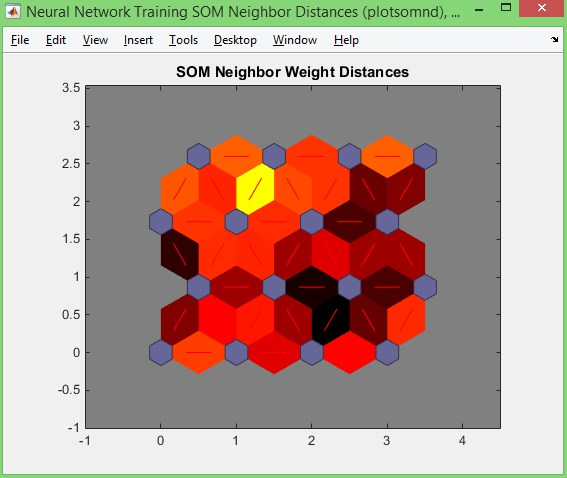 Neural Network Training SOM Neighbor Distances (plotsomnd), ...
File Edit View Insert Tools Desktop Window Help
SOM Neighbor Weight Distances
3.5
3
2.5
2
1.5
1
0.5
0
-0.5
-1
-1 0 1 2 3 4